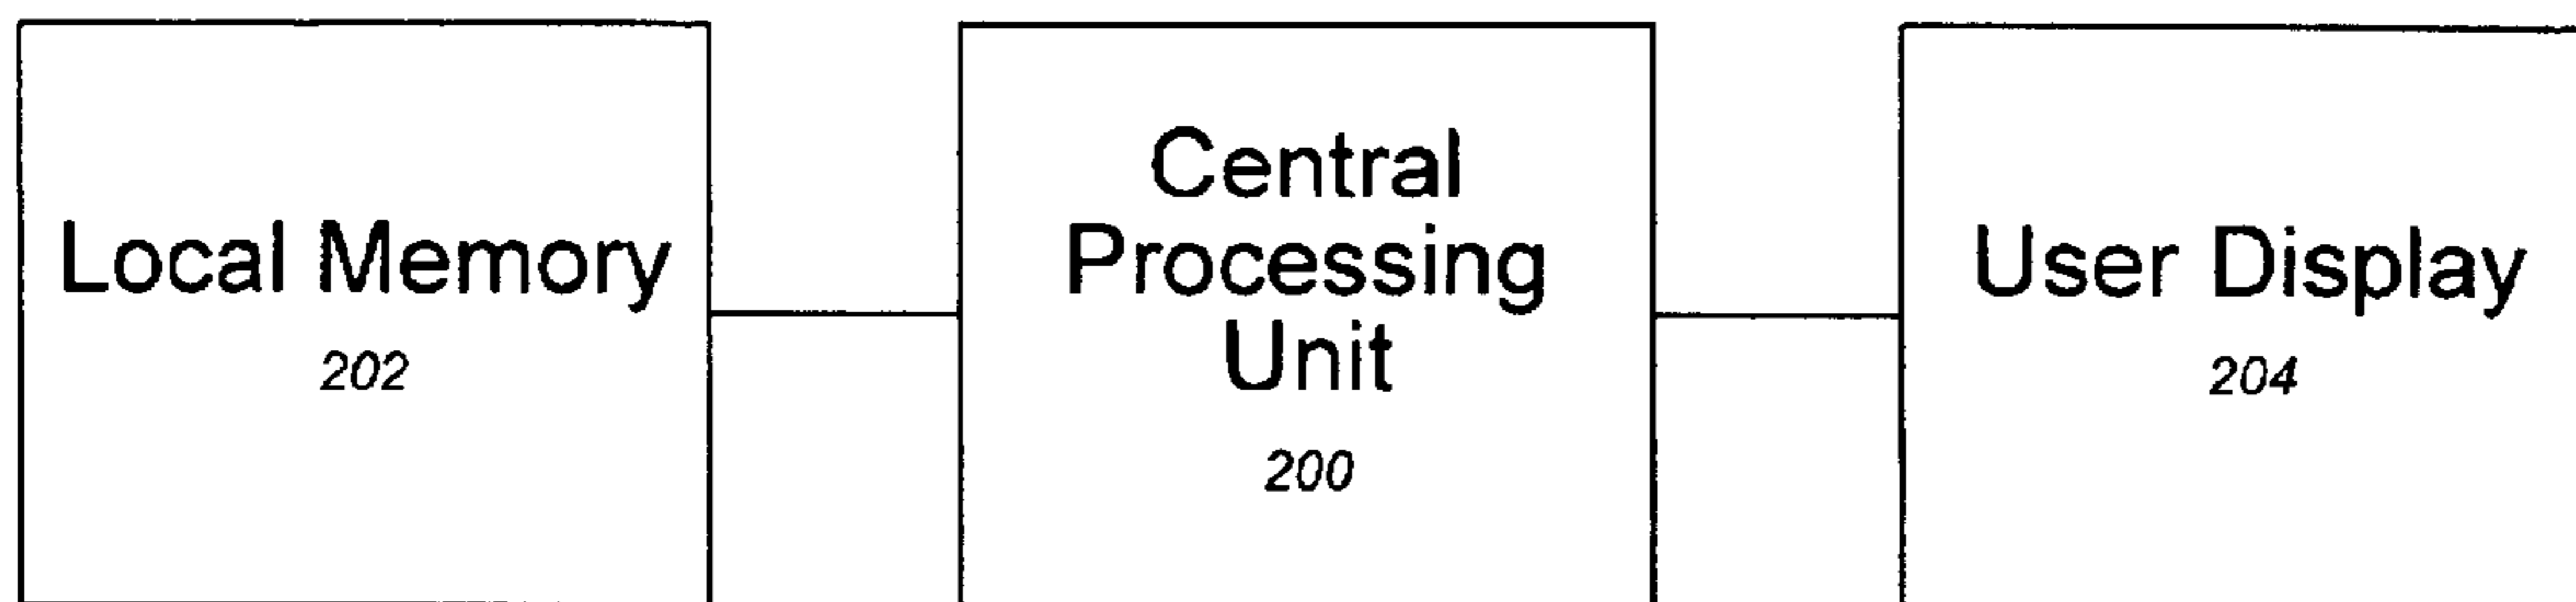 Local Memory
202
Central
Processing
Unit
200
User Display
204